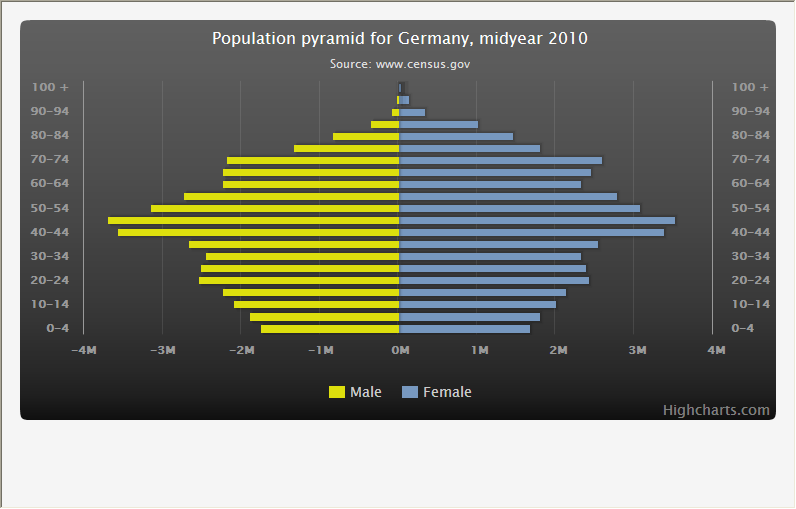 Population pyramid for Germany, midyear 2010
Source: www.census.gov
100 + 100 +
90–94 90–94
80–84 80–84
70–74 70–74
60–64 60–64
50–54 50–54
40–44 40–44
30–34 30–34
20–24 20–24
10–14 10–14
0–4 0–4
−4M −3M −2M −1M 0M 1M 2M 3M 4M
Male Female
Highcharts.com